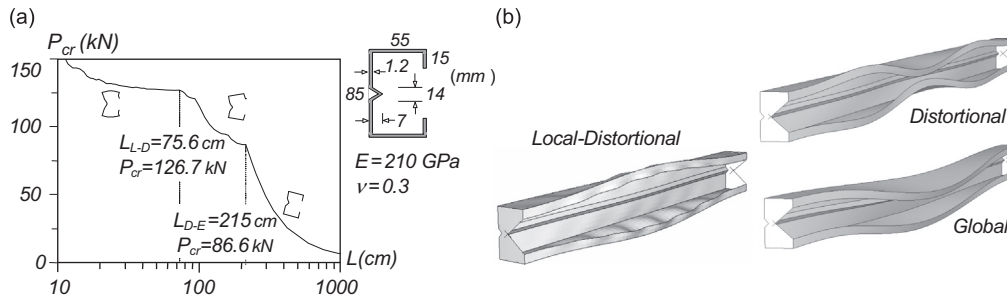 (a)
P_cr (kN)
150
100
50
0
10
100
1000
L(cm)
L_L-D=75.6 cm
P_cr=126.7 kN
L_D-E=215 cm
P_cr=86.6 kN
55
15
1.2
(mm)
85
14
7
E=210 GPa
ν=0.3
(b)
Local-Distortional
Distortional
Global